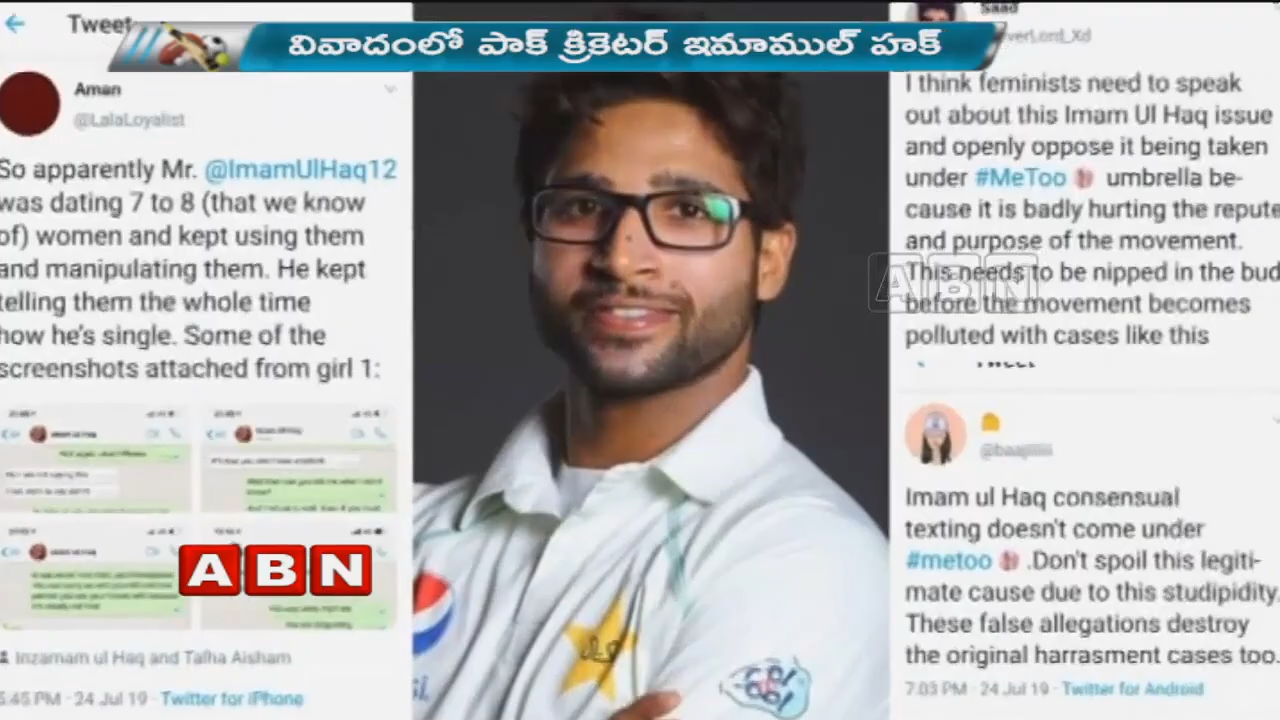 వివాదంలో పాక్ క్రికెటర్ ఇమాముల్ హక్
Tweet
Aman
@LalaLoyalist
So apparently Mr. @ImamUlHaq12
was dating 7 to 8 (that we know
of) women and kept using them
and manipulating them. He kept
telling them the whole time
how he's single. Some of the
screenshots attached from girl 1:
ABN
Inzamam ul Haq and Talha Aisham
5.45 PM · 24 Jul 19 · Twitter for iPhone
Saad
verLord_Xd
I think feminists need to speak
out about this Imam Ul Haq issue
and openly oppose it being taken
under #MeToo umbrella be-
cause it is badly hurting the repute
and purpose of the movement.
This needs to be nipped in the bud
before the movement becomes
polluted with cases like this
ABN
Imam ul Haq consensual
texting doesn't come under
#metoo .Don't spoil this legiti-
mate cause due to this studipidity.
These false allegations destroy
the original harrasment cases too.
7:03 PM · 24 Jul 19 · Twitter for Android